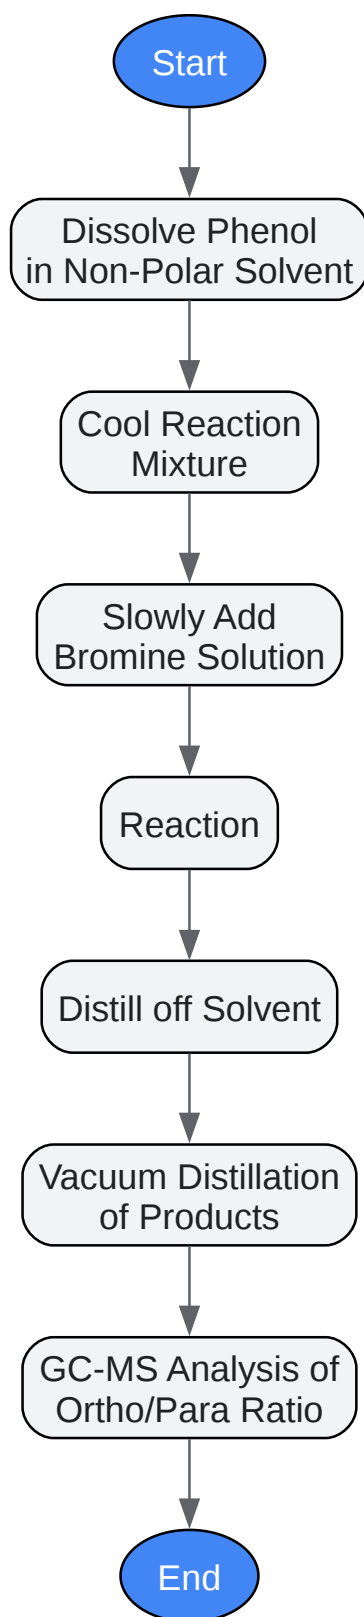 Start
Dissolve Phenol
in Non-Polar Solvent
Cool Reaction
Mixture
Slowly Add
Bromine Solution
Reaction
Distill off Solvent
Vacuum Distillation
of Products
GC-MS Analysis of
Ortho/Para Ratio
End